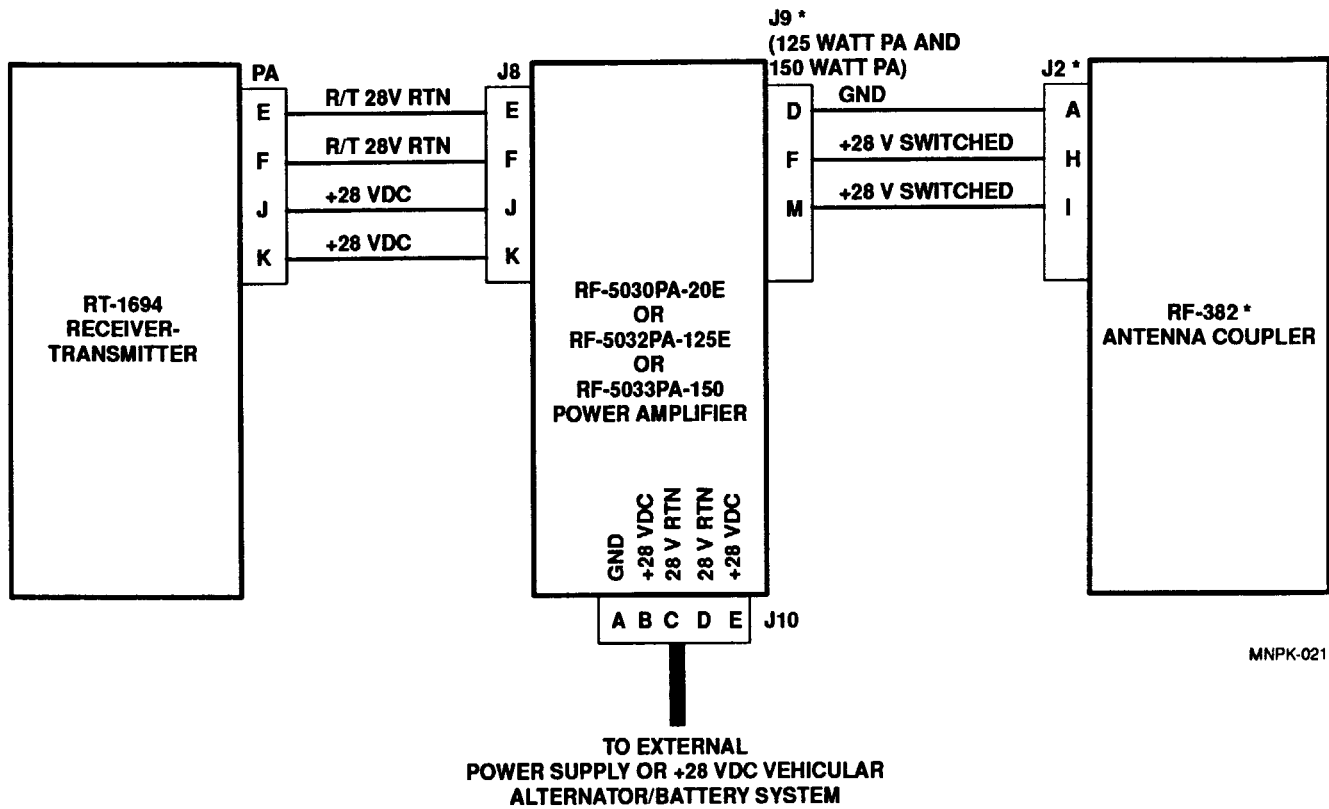 J9 *
(125 WATT PA AND
150 WATT PA)
PA
J8
J2 *
R/T 28V RTN
GND
E
E
D
A
R/T 28V RTN
+28 V SWITCHED
F
F
F
H
+28 VDC
+28 V SWITCHED
J
J
M
I
+28 VDC
K
K
RT-1694
RECEIVER-
TRANSMITTER
RF-5030PA-20E
OR
RF-5032PA-125E
OR
RF-5033PA-150
POWER AMPLIFIER
RF-382 *
ANTENNA COUPLER
GND
+28 VDC
28 V RTN
28 V RTN
+28 VDC
A B C D E J10
MNPK-021
TO EXTERNAL
POWER SUPPLY OR +28 VDC VEHICULAR
ALTERNATOR/BATTERY SYSTEM